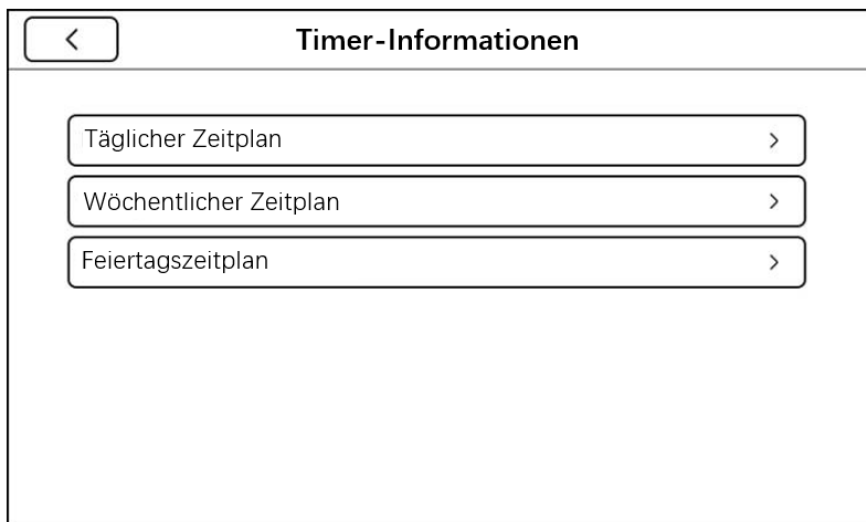 Timer-Informationen
Täglicher Zeitplan
Wöchentlicher Zeitplan
Feiertagszeitplan